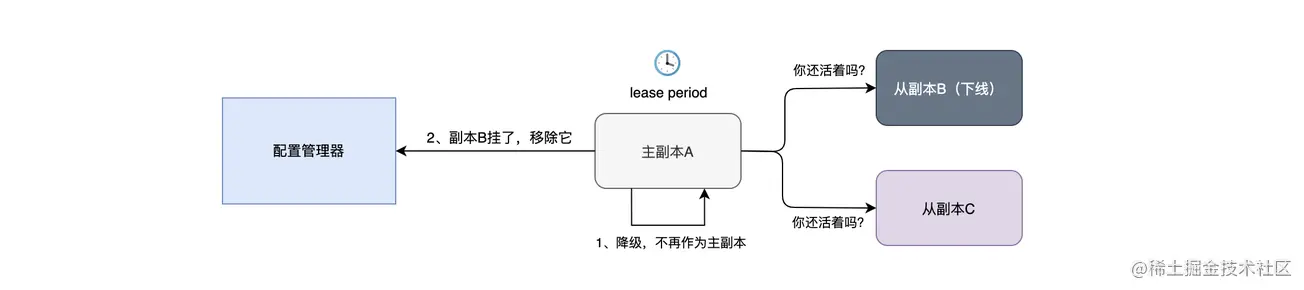 lease period
你还活着吗?
从副本B（下线）
配置管理器
2、副本B挂了，移除它
主副本A
你还活着吗?
从副本C
1、降级，不再作为主副本
@稀土掘金技术社区